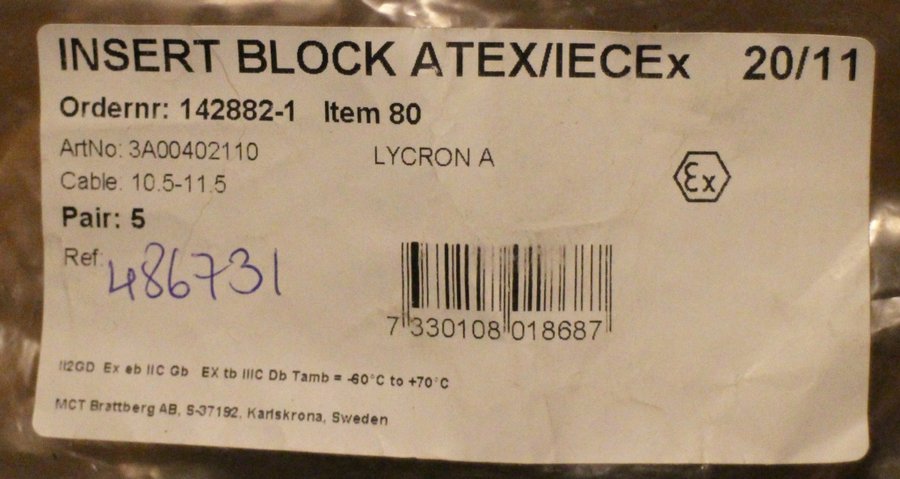 INSERT BLOCK ATEX/IECEx 20/11
Ordernr: 142882-1 Item 80
ArtNo: 3A00402110 LYCRON A
Cable: 10.5-11.5
Ex
Pair: 5
Ref: 486731
7 330108 018687
II2GD Ex eb IIC Gb EX tb IIIC Db Tamb = -60°C to +70°C
MCT Brattberg AB, S-37192, Karlskrona, Sweden